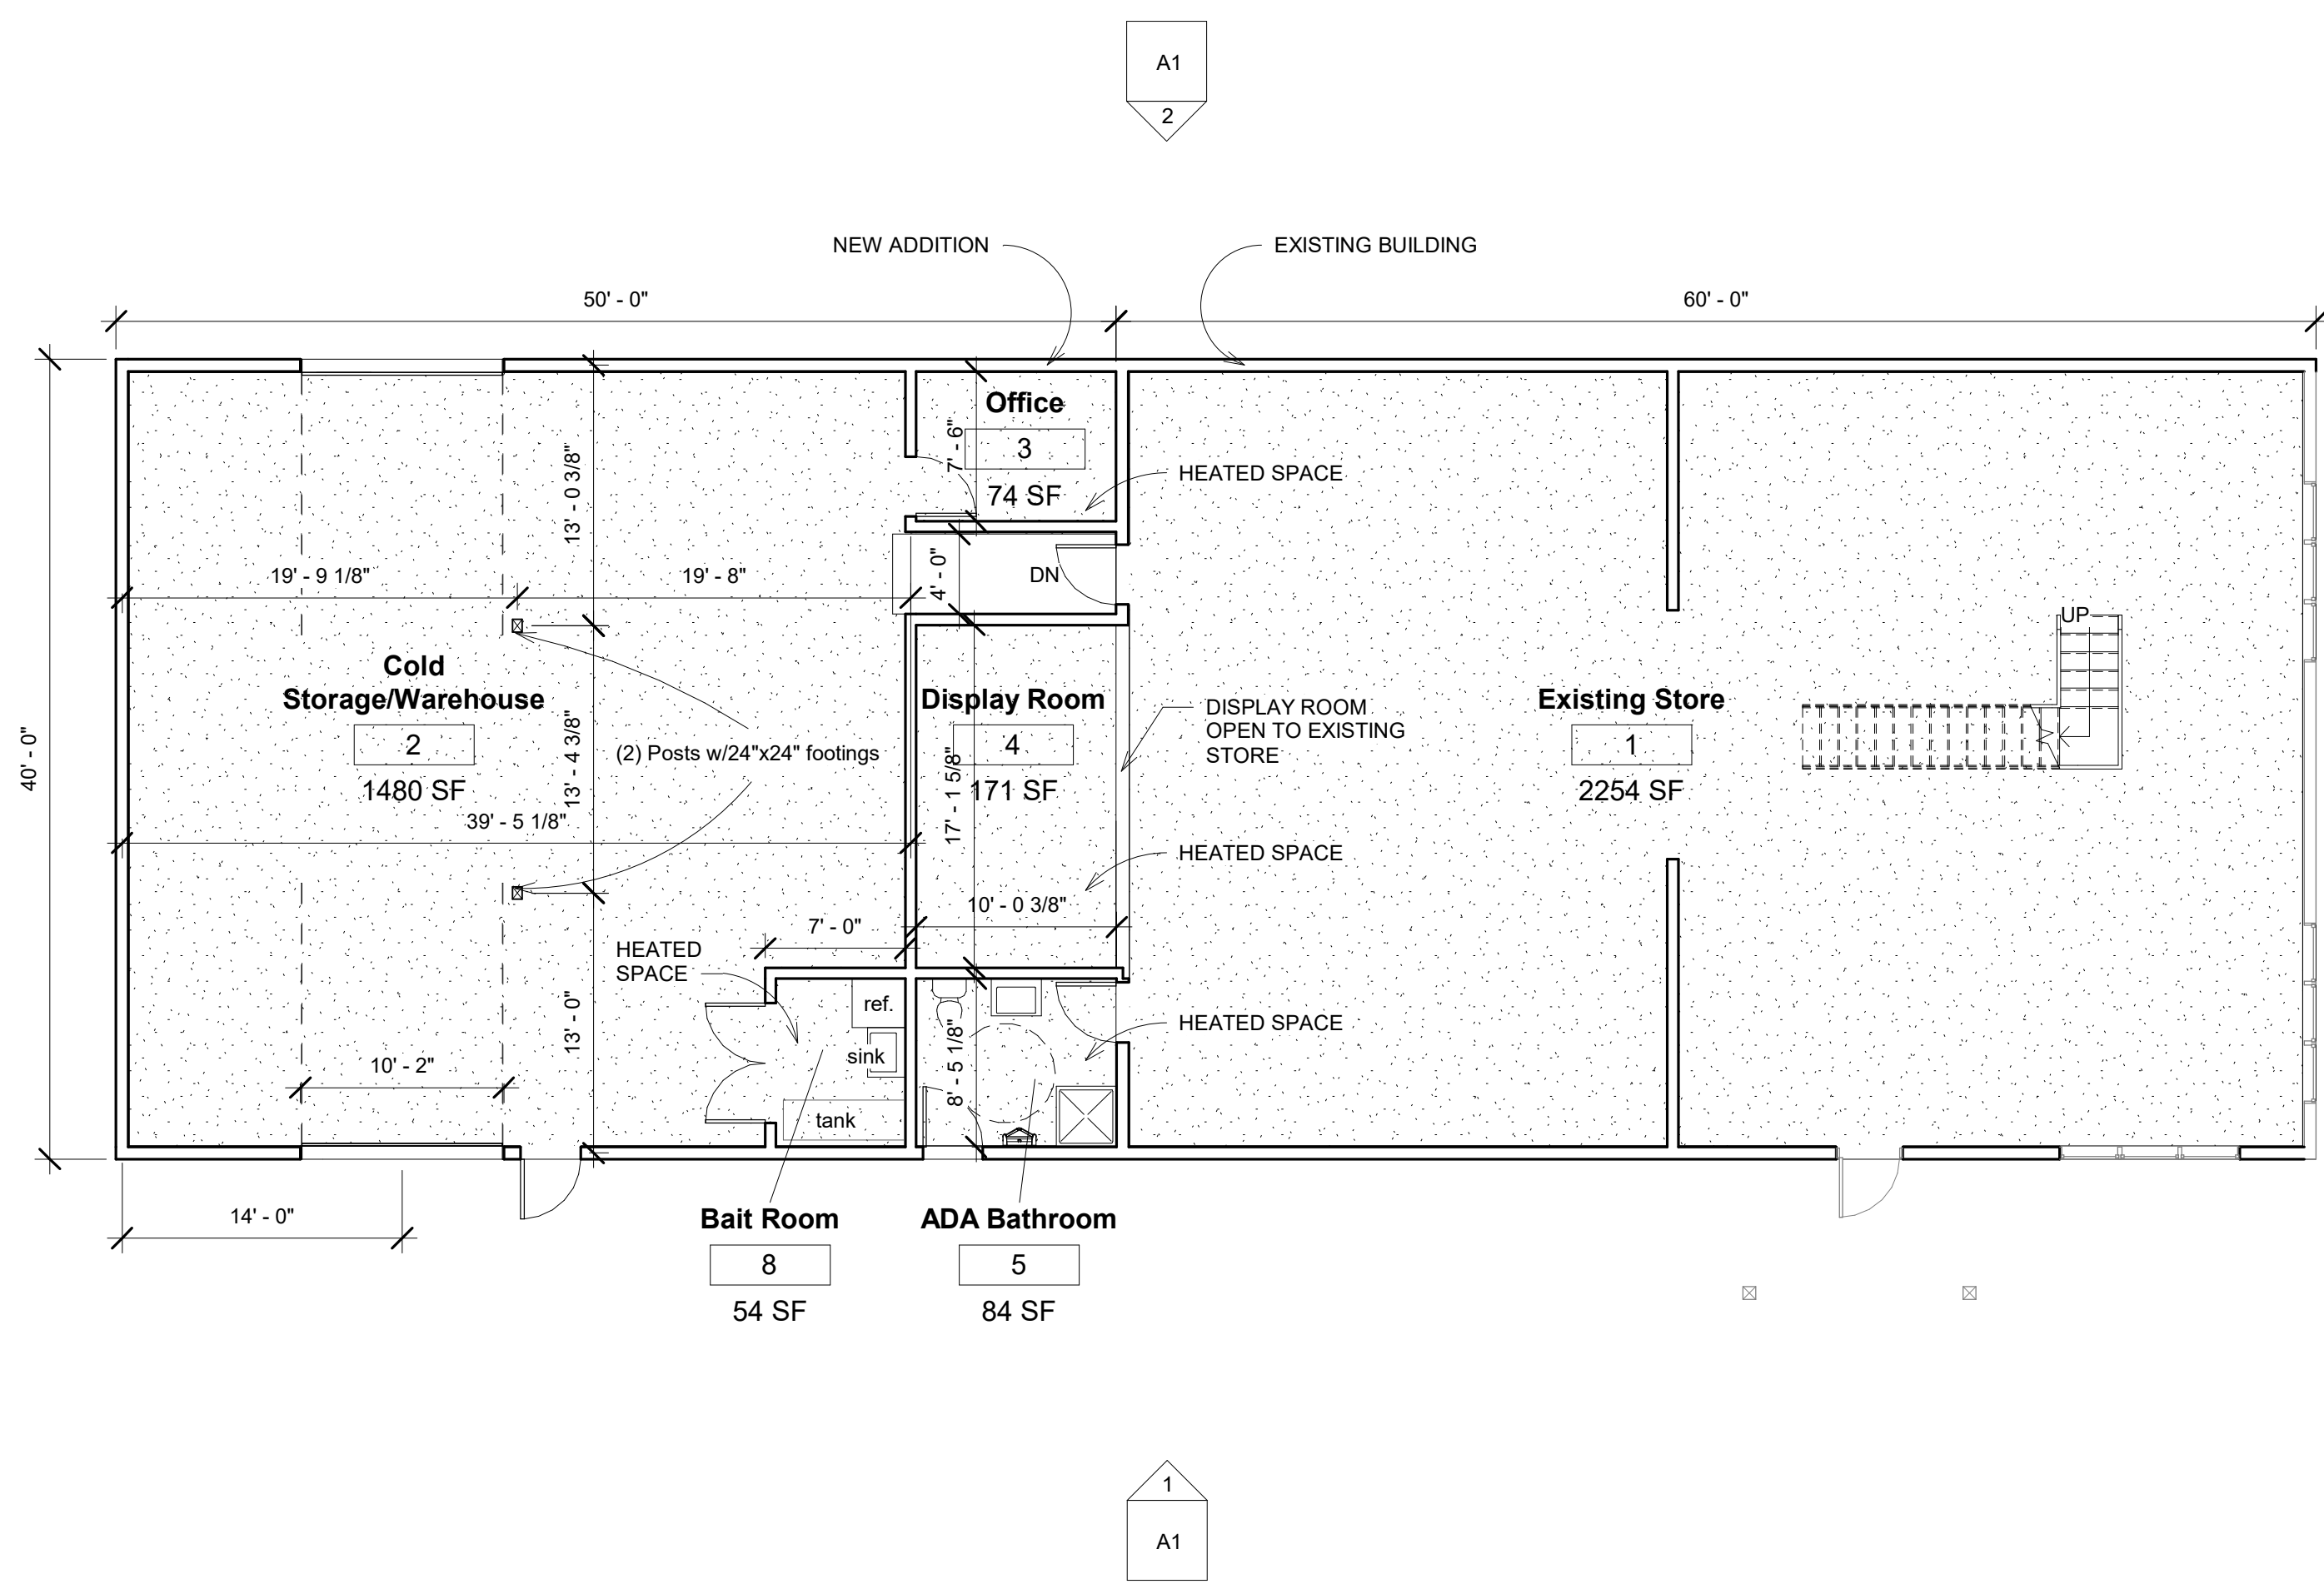 A1
2
NEW ADDITION
EXISTING BUILDING
50' - 0"
60' - 0"
40' - 0"
Office
3
74 SF
7' - 6"
HEATED SPACE
13' - 0 3/8"
19' - 9 1/8"
19' - 8"
4' - 0"
DN
UP
Cold
Storage/Warehouse
2
1480 SF
13' - 4 3/8"
(2) Posts w/24"x24" footings
39' - 5 1/8"
Display Room
4
171 SF
17' - 1 5/8"
DISPLAY ROOM
OPEN TO EXISTING
STORE
Existing Store
1
2254 SF
HEATED SPACE
10' - 0 3/8"
7' - 0"
HEATED
SPACE
ref.
sink
tank
13' - 0"
8' - 5 1/8"
HEATED SPACE
10' - 2"
14' - 0"
Bait Room
8
54 SF
ADA Bathroom
5
84 SF
1
A1